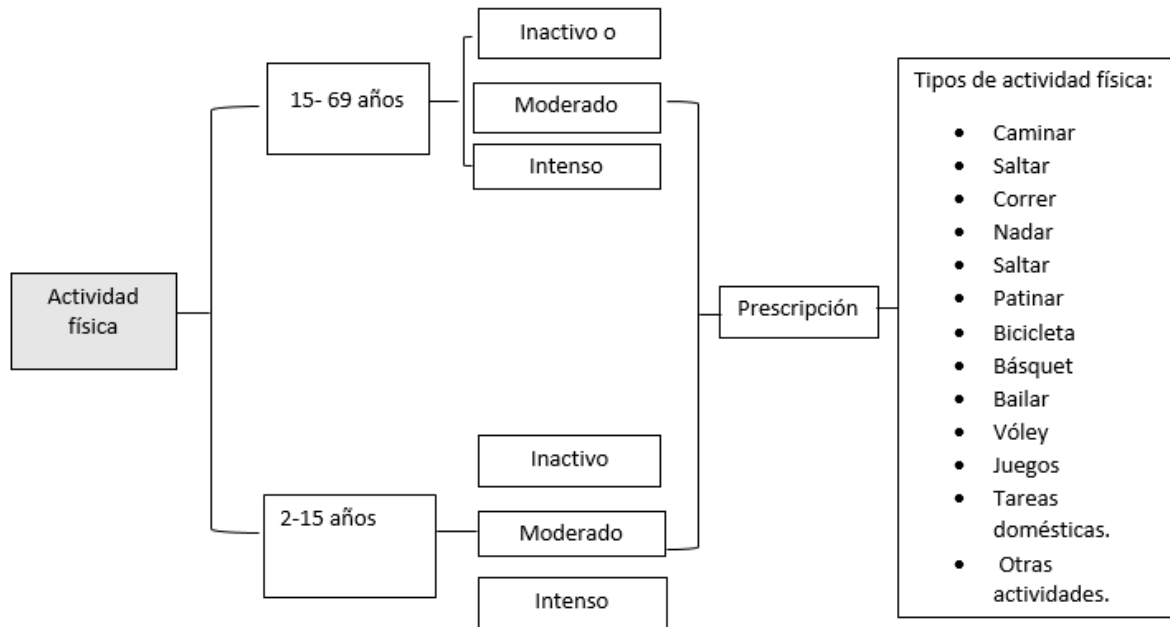 Actividad
física
15- 69 años
Inactivo o
Moderado
Intenso
2-15 años
Inactivo
Moderado
Intenso
Prescripción
Tipos de actividad física:
• Caminar
• Saltar
• Correr
• Nadar
• Saltar
• Patinar
• Bicicleta
• Básquet
• Bailar
• Vóley
• Juegos
• Tareas
domésticas.
• Otras
actividades.